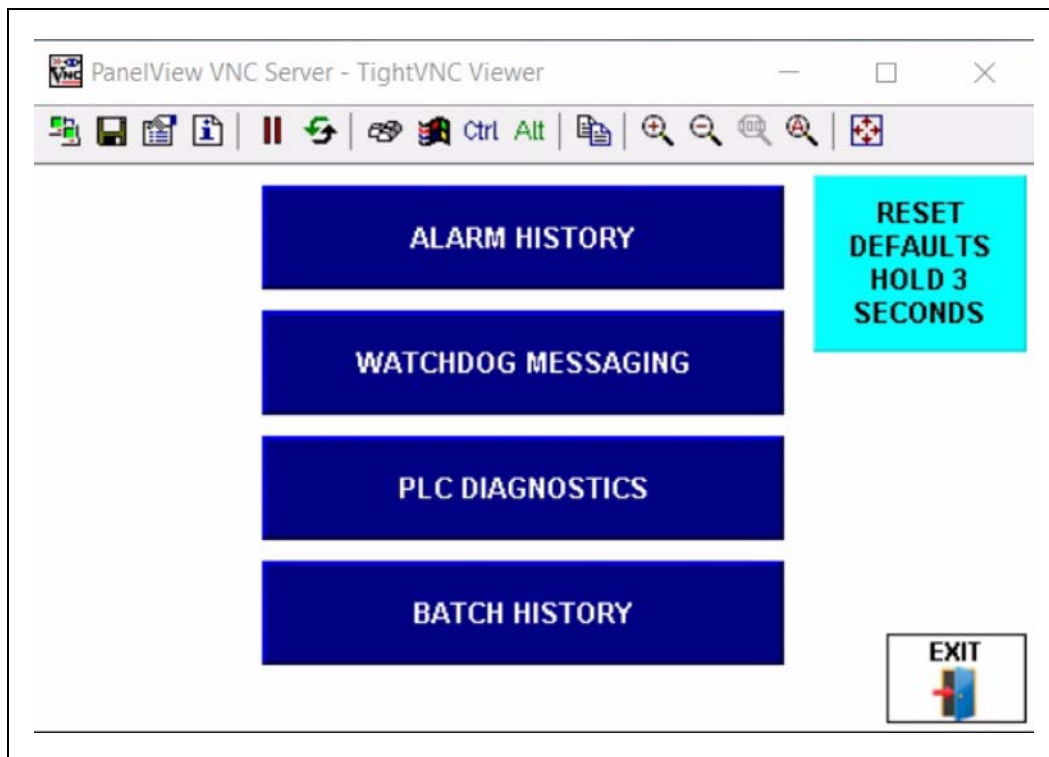 PanelView VNC Server - TightVNC Viewer
Ctrl Alt
ALARM HISTORY
RESET
DEFAULTS
HOLD 3
SECONDS
WATCHDOG MESSAGING
PLC DIAGNOSTICS
BATCH HISTORY
EXIT